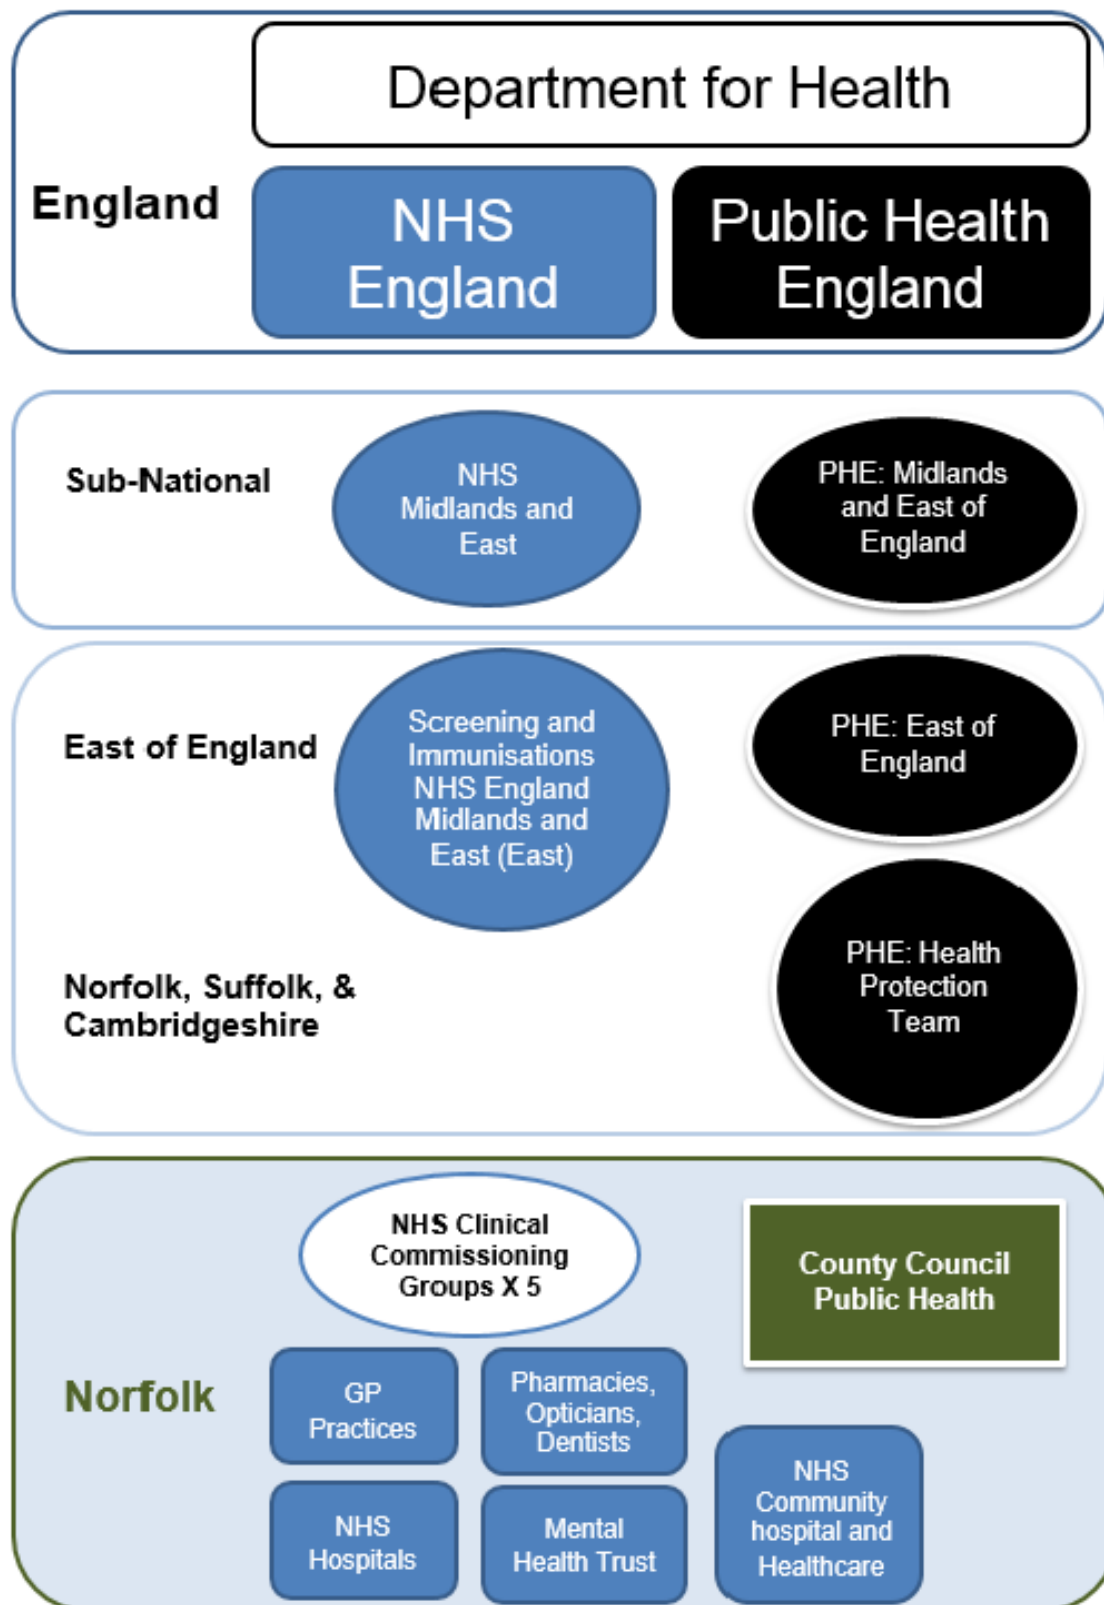 Department for Health
England
NHS
England
Public Health
England
Sub-National
NHS
Midlands and
East
PHE: Midlands
and East of
England
East of England
Screening and
Immunisations
NHS England
Midlands and
East (East)
PHE: East of
England
Norfolk, Suffolk, &
Cambridgeshire
PHE: Health
Protection
Team
NHS Clinical
Commissioning
Groups X 5
County Council
Public Health
Norfolk
GP
Practices
Pharmacies,
Opticians,
Dentists
NHS
Hospitals
Mental
Health Trust
NHS
Community
hospital and
Healthcare